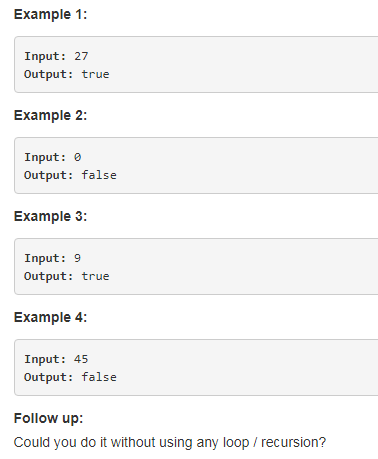 Example 1:
Input: 27
Output: true
Example 2:
Input: 0
Output: false
Example 3:
Input: 9
Output: true
Example 4:
Input: 45
Output: false
Follow up:
Could you do it without using any loop / recursion?